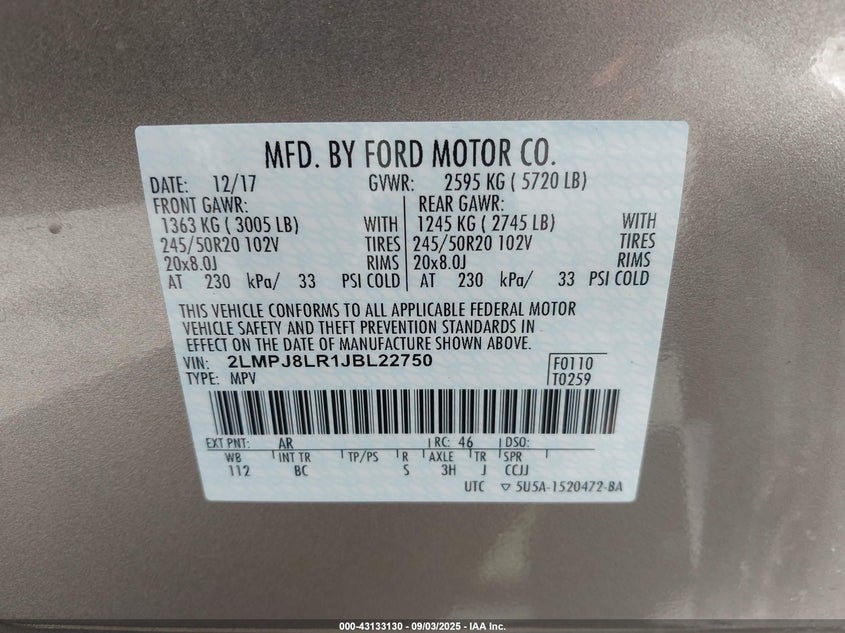 MFD. BY FORD MOTOR CO.
DATE: 12/17 GVWR: 2595 KG ( 5720 LB)
FRONT GAWR: REAR GAWR:
1363 KG ( 3005 LB) WITH 1245 KG ( 2745 LB) WITH
245/50R20 102V TIRES 245/50R20 102V TIRES
20x8.0J RIMS 20x8.0J RIMS
AT 230 kPa/ 33 PSI COLD AT 230 kPa/ 33 PSI COLD
THIS VEHICLE CONFORMS TO ALL APPLICABLE FEDERAL MOTOR
VEHICLE SAFETY AND THEFT PREVENTION STANDARDS IN
EFFECT ON THE DATE OF MANUFACTURE SHOWN ABOVE.
VIN: 2LMPJ8LR1JBL22750 F0110
TYPE: MPV T0259
EXT PNT: AR RC: 46 DSO:
WB INT TR TP/PS R AXLE TR SPR
112 BC S 3H J CCJJ
UTC ▽ 5U5A-1520472-BA
000-43133130 - 09/03/2025 - IAA Inc.